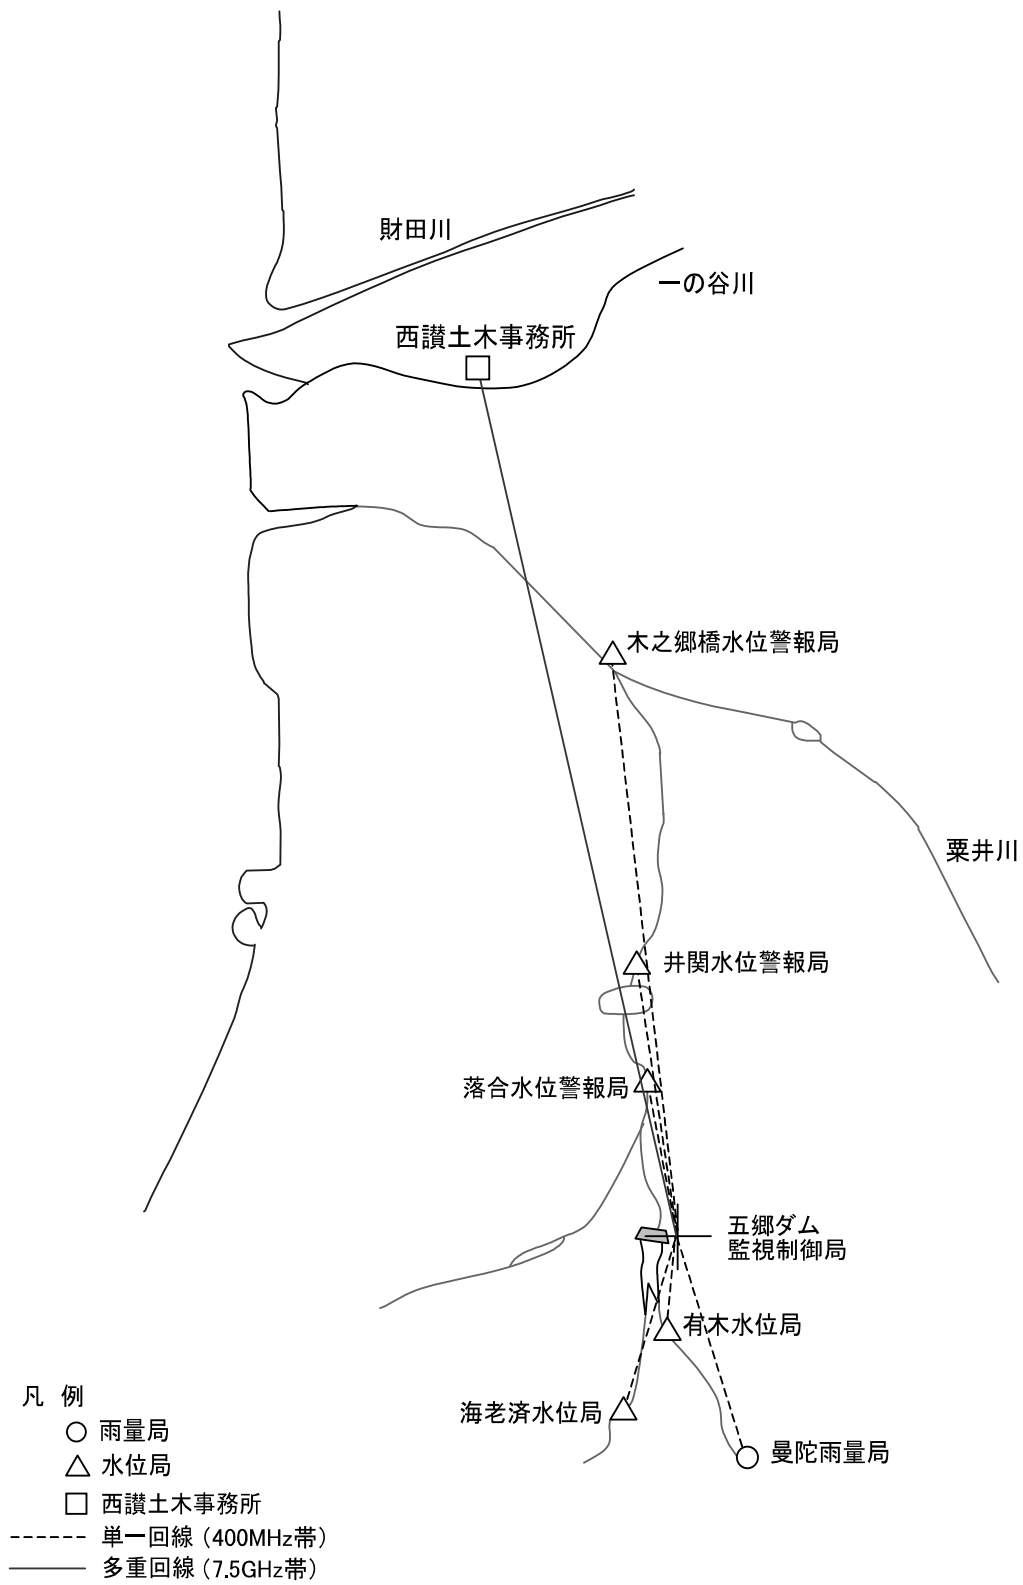 財田川
一の谷川
西讃土木事務所
木之郷橋水位警報局
粟井川
井関水位警報局
落合水位警報局
五郷ダム
監視制御局
有木水位局
海老済水位局
曼陀雨量局
凡 例
雨量局
水位局
西讃土木事務所
単一回線（400MHz帯）
多重回線（7.5GHz帯）